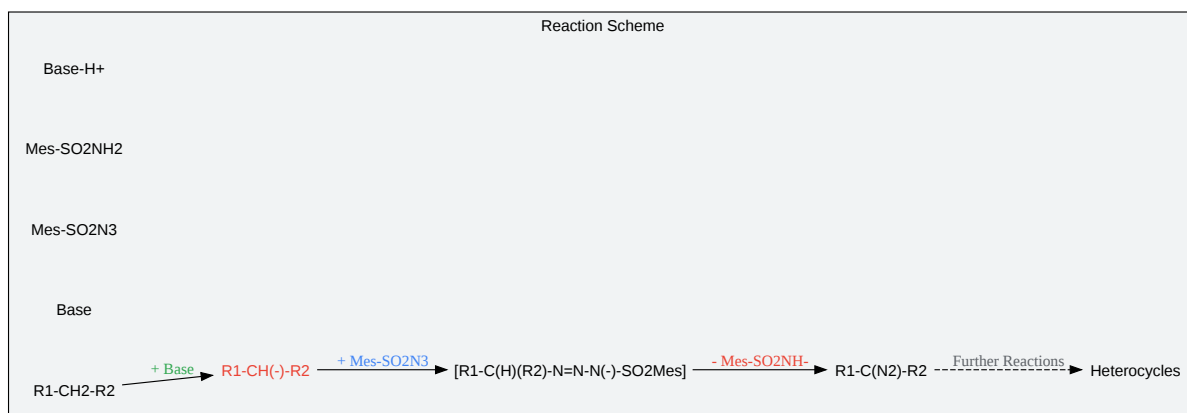 Reaction Scheme
Base-H+
Mes-SO2NH2
Mes-SO2N3
Base
R1-CH2-R2
+ Base
R1-CH(-)-R2
+ Mes-SO2N3
[R1-C(H)(R2)-N=N-N(-)-SO2Mes]
- Mes-SO2NH-
R1-C(N2)-R2
Further Reactions
Heterocycles